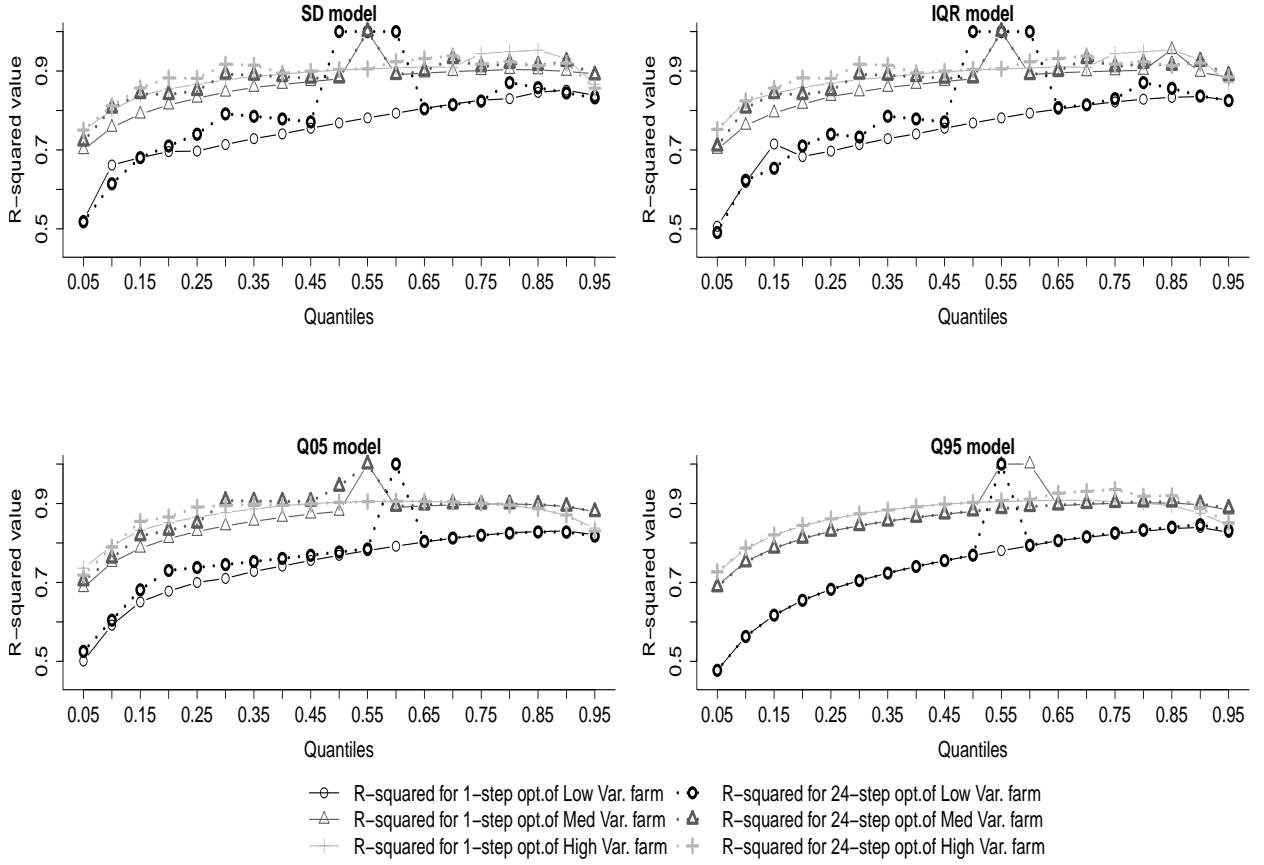 SD model
R−squared value
0.5 0.7 0.9
0.05 0.15 0.25 0.35 0.45 0.55 0.65 0.75 0.85 0.95
Quantiles
IQR model
R−squared value
0.5 0.7 0.9
0.05 0.15 0.25 0.35 0.45 0.55 0.65 0.75 0.85 0.95
Quantiles
Q05 model
R−squared value
0.5 0.7 0.9
0.05 0.15 0.25 0.35 0.45 0.55 0.65 0.75 0.85 0.95
Quantiles
Q95 model
R−squared value
0.5 0.7 0.9
0.05 0.15 0.25 0.35 0.45 0.55 0.65 0.75 0.85 0.95
Quantiles
R−squared for 1−step opt.of Low Var. farm
R−squared for 1−step opt.of Med Var. farm
R−squared for 1−step opt.of High Var. farm
R−squared for 24−step opt.of Low Var. farm
R−squared for 24−step opt.of Med Var. farm
R−squared for 24−step opt.of High Var. farm